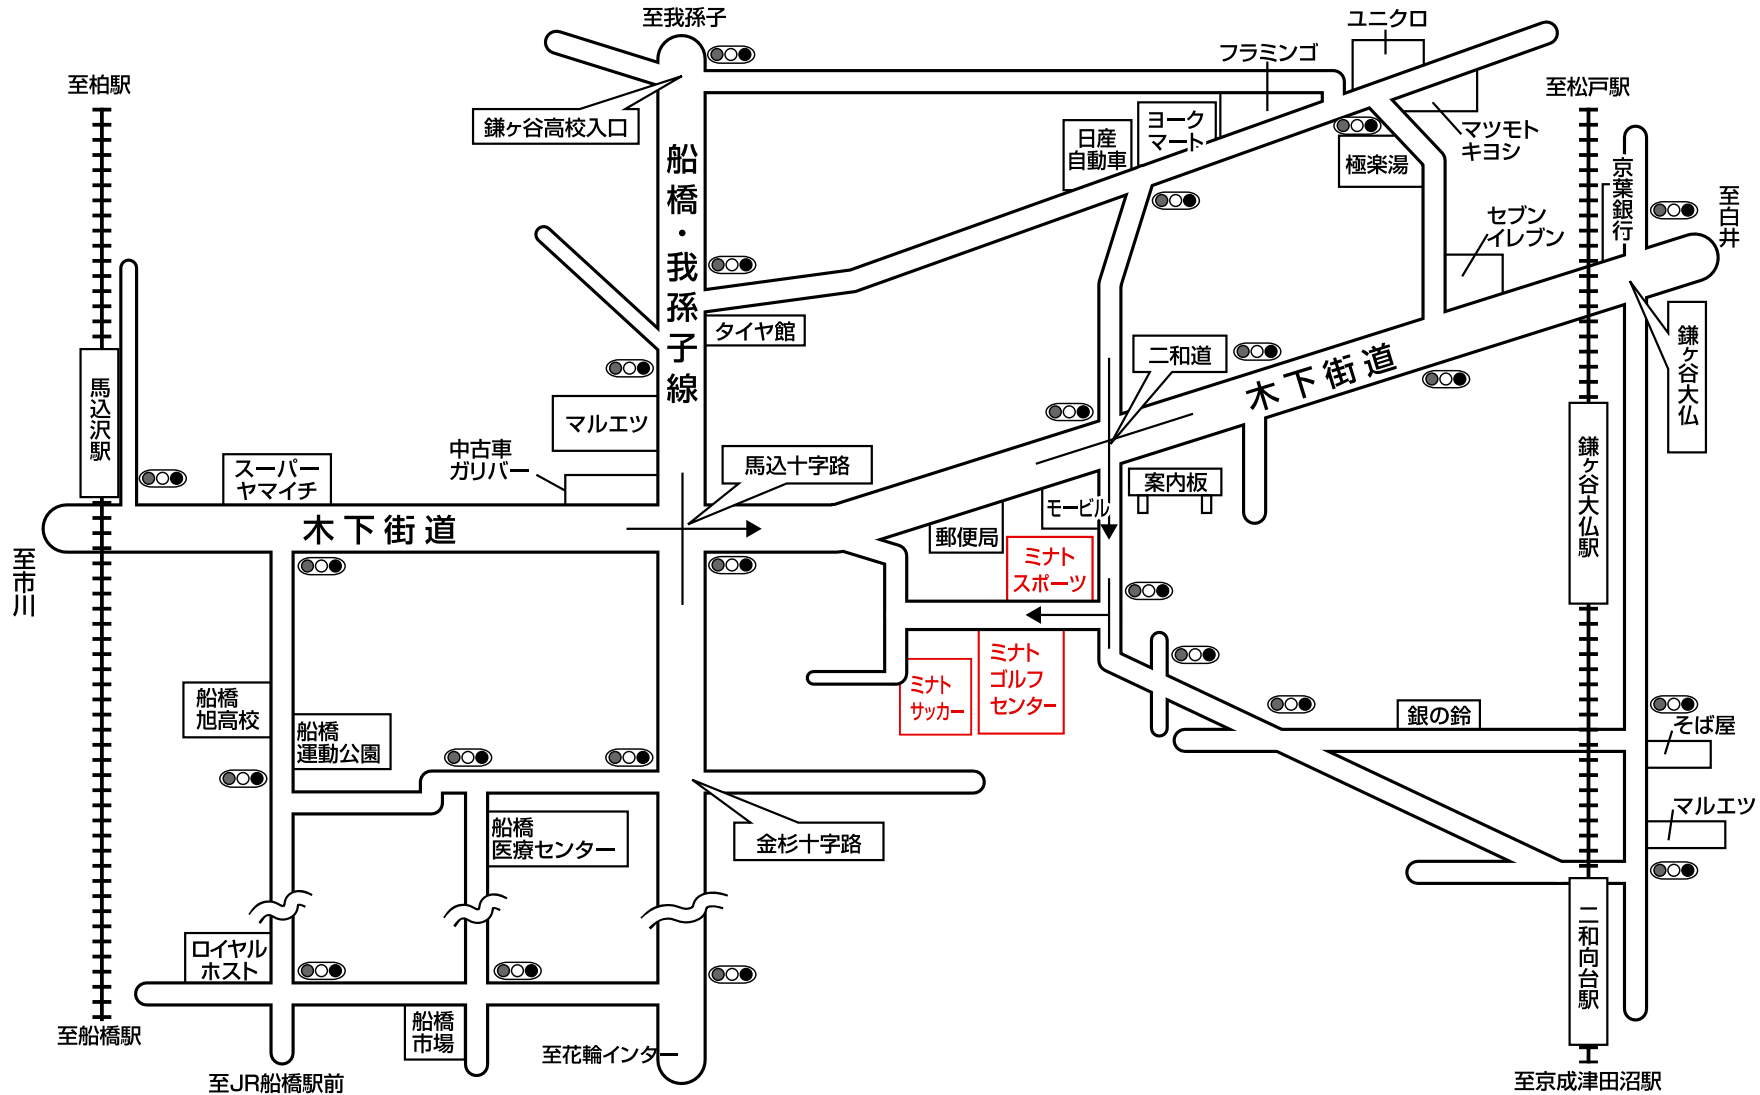 至我孫子
ユニクロ
フラミンゴ
至柏駅
至松戸駅
鎌ヶ谷高校入口
日産
自動車
ヨーク
マート
マツモト
キヨシ
極楽湯
京葉銀行
至白井
船橋・我孫子線
セブン
イレブン
タイヤ館
二和道
鎌ヶ谷大仏
馬込沢駅
マルエツ
木下街道
中古車
ガリバー
馬込十字路
スーパー
ヤマイチ
案内板
モービル
鎌ヶ谷大仏駅
木下街道
郵便局
至市川
ミナト
スポーツ
ミナト
ゴルフ
センター
ミナト
サッカー
船橋
旭高校
船橋
運動公園
銀の鈴
そば屋
マルエツ
船橋
医療センター
金杉十字路
ロイヤル
ホスト
二和向台駅
船橋
市場
至船橋駅
至花輪インター
至JR船橋駅前
至京成津田沼駅